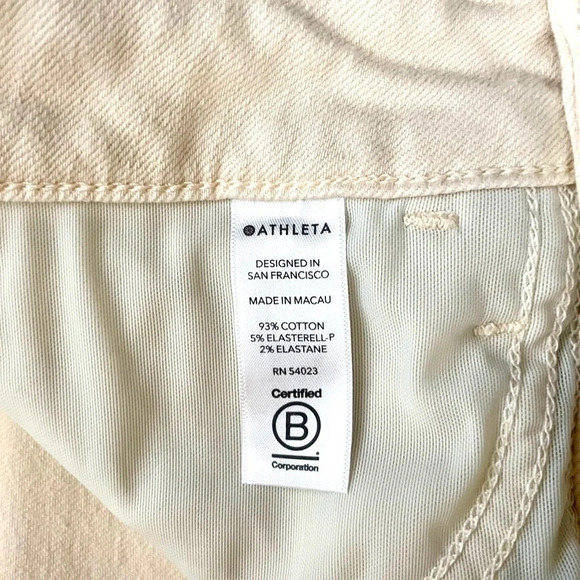 ATHLETA
DESIGNED IN
SAN FRANCISCO
MADE IN MACAU
93% COTTON
5% ELASTERELL-P
2% ELASTANE
RN 54023
Certified
B
Corporation